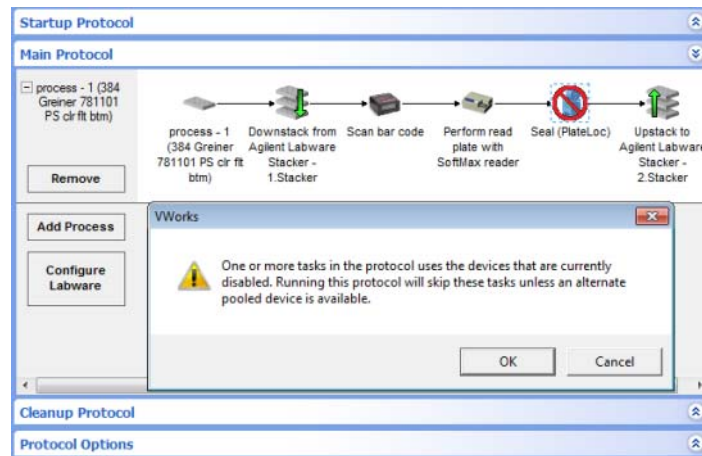 Startup Protocol
Main Protocol
process - 1 (384
Greiner 781101
PS clr flt btm)
Remove
process - 1
(384 Greiner
781101 PS clr flt
btm)
Downstack from
Agilent Labware
Stacker -
1.Stacker
Scan bar code
Perform read
plate with
SoftMax reader
Seal (PlateLoc)
Upstack to
Agilent Labware
Stacker -
2.Stacker
Add Process
Configure
Labware
VWorks
One or more tasks in the protocol uses the devices that are currently
disabled. Running this protocol will skip these tasks unless an alternate
pooled device is available.
OK
Cancel
Cleanup Protocol
Protocol Options